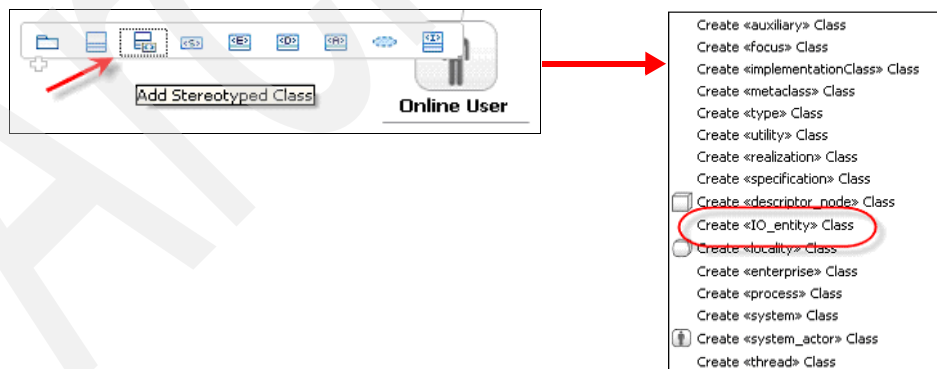 <S>
<E>
<D>
<A>
<I>
Add Stereotyped Class
Online User
Create «auxiliary» Class
Create «focus» Class
Create «implementationClass» Class
Create «metaclass» Class
Create «type» Class
Create «utility» Class
Create «realization» Class
Create «specification» Class
Create «descriptor_node» Class
Create «IO_entity» Class
Create «locality» Class
Create «enterprise» Class
Create «process» Class
Create «system» Class
Create «system_actor» Class
Create «thread» Class